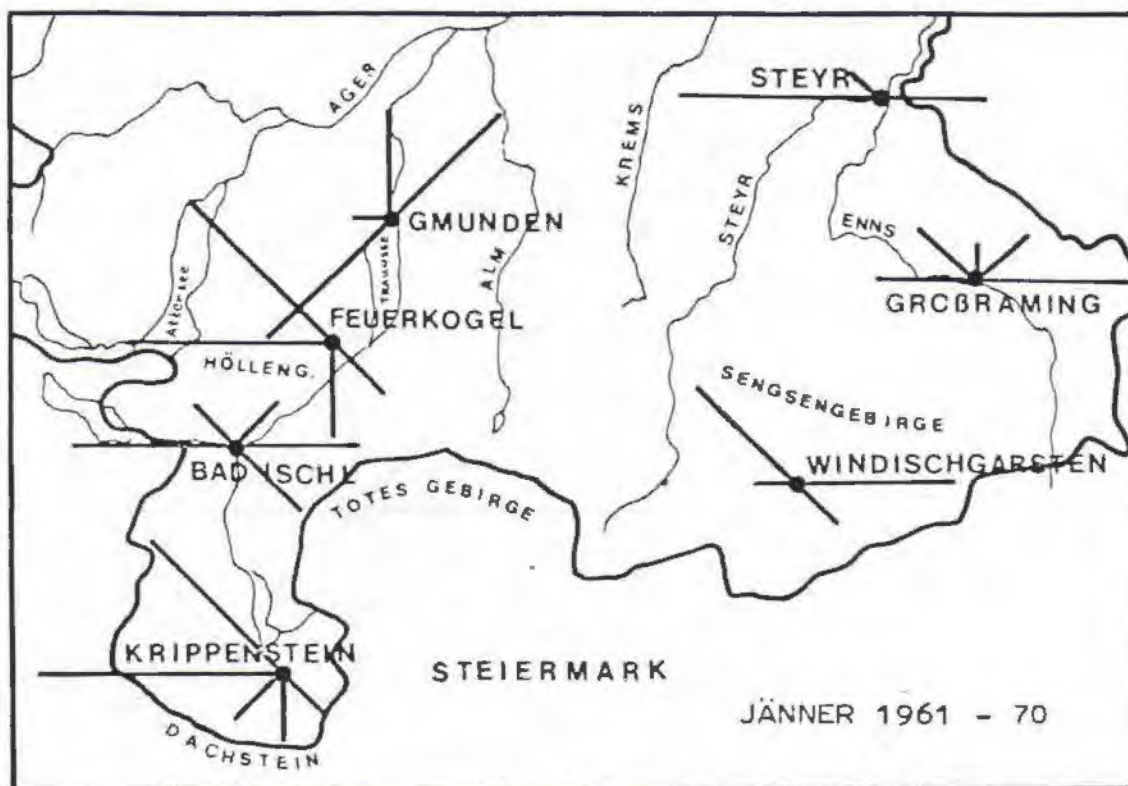 STEYR
AGER
KREMS
GMUNDEN
STEYR
ENNS
Attersee
Traunsee
ALM
GROßRAMING
FEUERKOGEL
HÖLLENG.
SENGSENGEBIRGE
BAD ISCHL
WINDISCHGARSTEN
TOTES GEBIRGE
KRIPPENSTEIN
STEIERMARK
JÄNNER 1961 - 70
DACHSTEIN